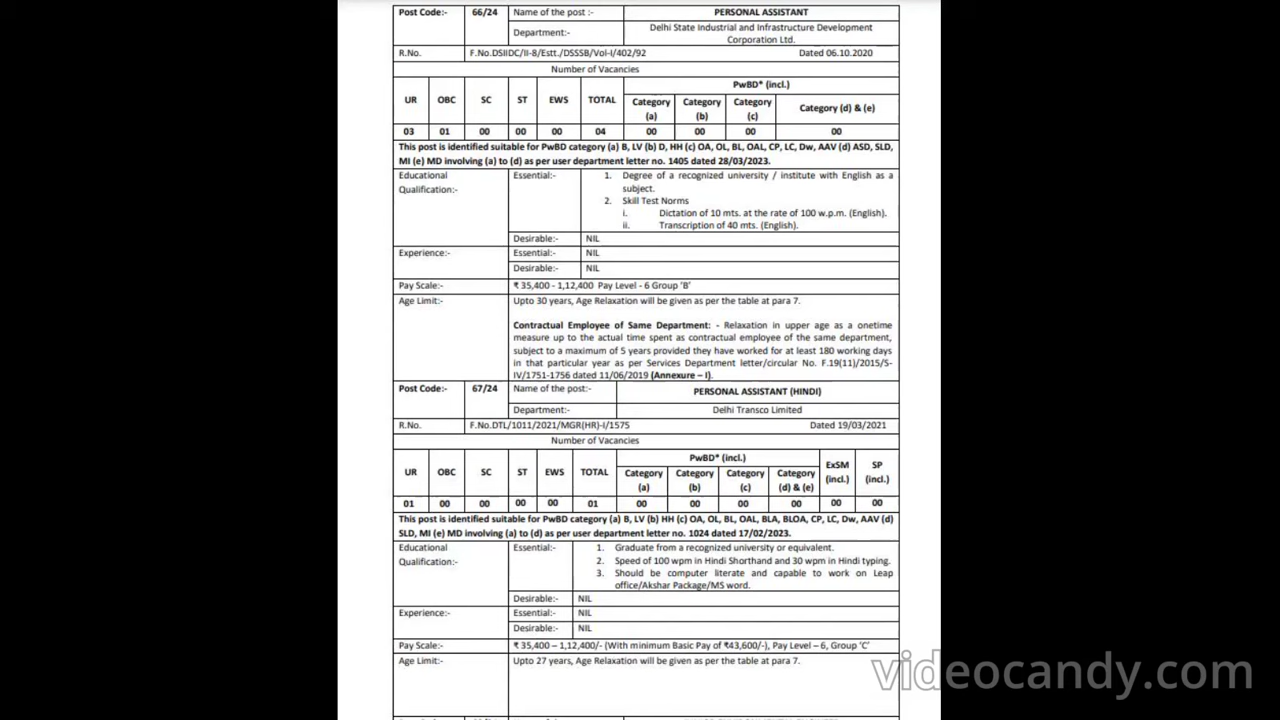 Post Code:- 66/24 Name of the post :- PERSONAL ASSISTANT
Department:- Delhi State Industrial and Infrastructure Development
Corporation Ltd.
R.No. F.No.DSIIDC/II-8/Estt./DSSSB/Vol-I/402/92 Dated 06.10.2020
Number of Vacancies
UR OBC SC ST EWS TOTAL PwBD* (incl.)
Category (a) Category (b) Category (c) Category (d) & (e)
03 01 00 00 00 04 00 00 00 00
This post is identified suitable for PwBD category (a) B, LV (b) D, HH (c) OA, OL, BL, OAL, CP, LC, Dw, AAV (d) ASD, SLD,
MI (e) MD involving (a) to (d) as per user department letter no. 1405 dated 28/03/2023.
Educational Qualification:- Essential:- 1. Degree of a recognized university / institute with English as a
subject.
2. Skill Test Norms
i. Dictation of 10 mts. at the rate of 100 w.p.m. (English).
ii. Transcription of 40 mts. (English).
Desirable:- NIL
Experience:- Essential:- NIL
Desirable:- NIL
Pay Scale:- ₹ 35,400 - 1,12,400 Pay Level - 6 Group 'B'
Age Limit:- Upto 30 years, Age Relaxation will be given as per the table at para 7.
Contractual Employee of Same Department: - Relaxation in upper age as a onetime
measure up to the actual time spent as contractual employee of the same department,
subject to a maximum of 5 years provided they have worked for at least 180 working days
in that particular year as per Services Department letter/circular No. F.19(11)/2015/S-
IV/1751-1756 dated 11/06/2019 (Annexure – I).
Post Code:- 67/24 Name of the post:- PERSONAL ASSISTANT (HINDI)
Department:- Delhi Transco Limited
R.No. F.No.DTL/1011/2021/MGR(HR)-I/1575 Dated 19/03/2021
Number of Vacancies
UR OBC SC ST EWS TOTAL PwBD* (incl.) ExSM (incl.) SP (incl.)
Category (a) Category (b) Category (c) Category (d) & (e)
01 00 00 00 00 01 00 00 00 00 00 00
This post is identified suitable for PwBD category (a) B, LV (b) HH (c) OA, OL, BL, OAL, BLA, BLOA, CP, LC, Dw, AAV (d)
SLD, MI (e) MD involving (a) to (d) as per user department letter no. 1024 dated 17/02/2023.
Educational Qualification:- Essential:- 1. Graduate from a recognized university or equivalent.
2. Speed of 100 wpm in Hindi Shorthand and 30 wpm in Hindi typing.
3. Should be computer literate and capable to work on Leap
office/Akshar Package/MS word.
Desirable:- NIL
Experience:- Essential:- NIL
Desirable:- NIL
Pay Scale:- ₹ 35,400 – 1,12,400/- (With minimum Basic Pay of ₹43,600/-), Pay Level – 6, Group 'C'
Age Limit:- Upto 27 years, Age Relaxation will be given as per the table at para 7.
videocandy.com